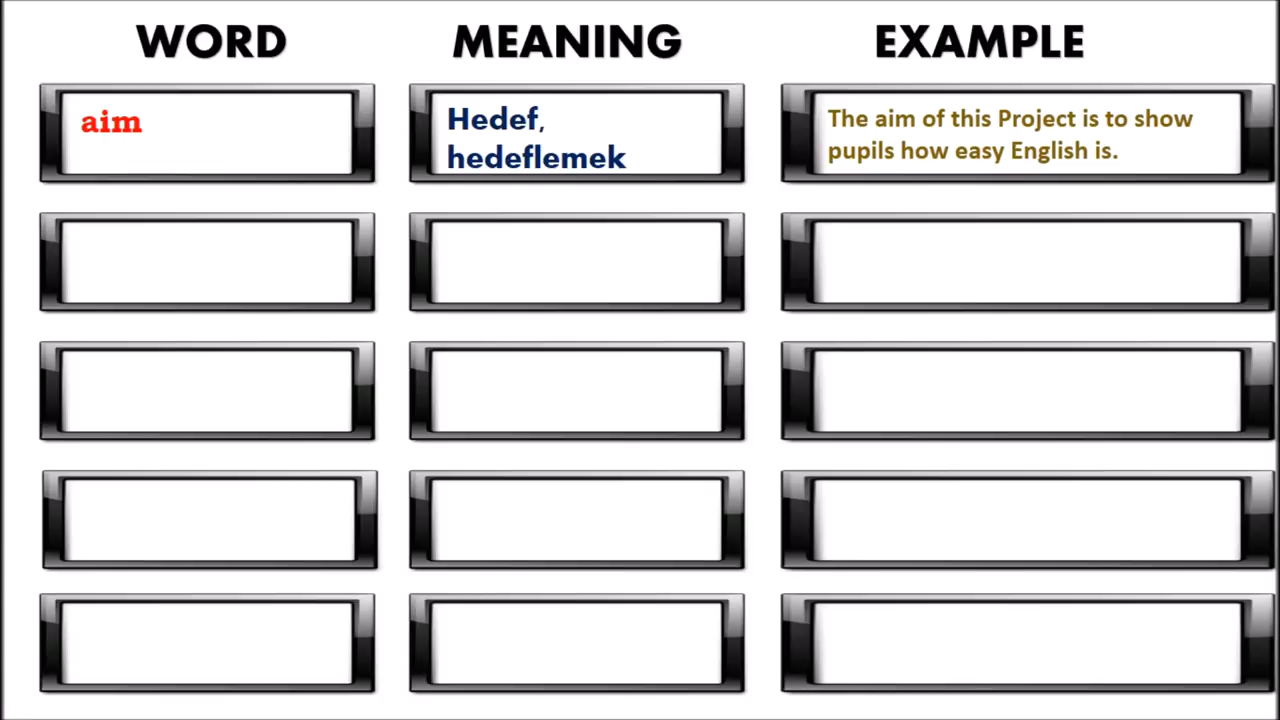 WORD MEANING EXAMPLE
aim
Hedef,
hedeflemek
The aim of this Project is to show
pupils how easy English is.